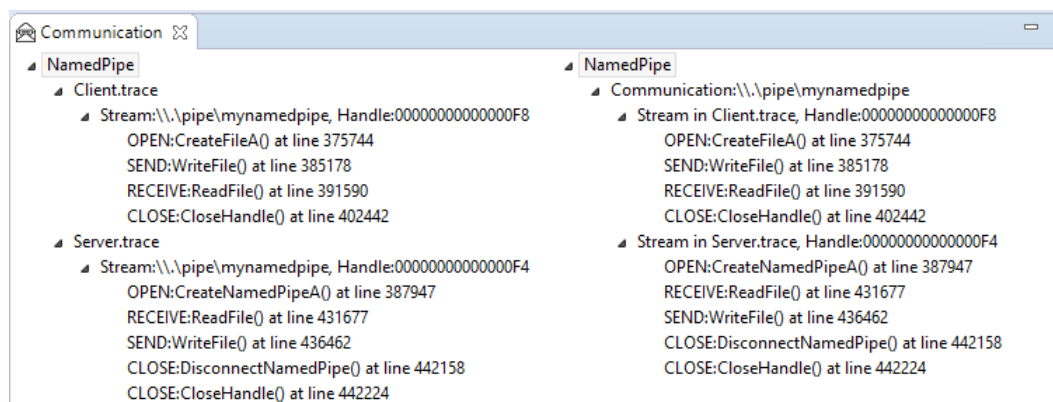 Communication
NamedPipe
Client.trace
Stream:\\.\pipe\mynamedpipe, Handle:00000000000000F8
OPEN:CreateFileA() at line 375744
SEND:WriteFile() at line 385178
RECEIVE:ReadFile() at line 391590
CLOSE:CloseHandle() at line 402442
Server.trace
Stream:\\.\pipe\mynamedpipe, Handle:00000000000000F4
OPEN:CreateNamedPipeA() at line 387947
RECEIVE:ReadFile() at line 431677
SEND:WriteFile() at line 436462
CLOSE:DisconnectNamedPipe() at line 442158
CLOSE:CloseHandle() at line 442224
NamedPipe
Communication:\\.\pipe\mynamedpipe
Stream in Client.trace, Handle:00000000000000F8
OPEN:CreateFileA() at line 375744
SEND:WriteFile() at line 385178
RECEIVE:ReadFile() at line 391590
CLOSE:CloseHandle() at line 402442
Stream in Server.trace, Handle:00000000000000F4
OPEN:CreateNamedPipeA() at line 387947
RECEIVE:ReadFile() at line 431677
SEND:WriteFile() at line 436462
CLOSE:DisconnectNamedPipe() at line 442158
CLOSE:CloseHandle() at line 442224